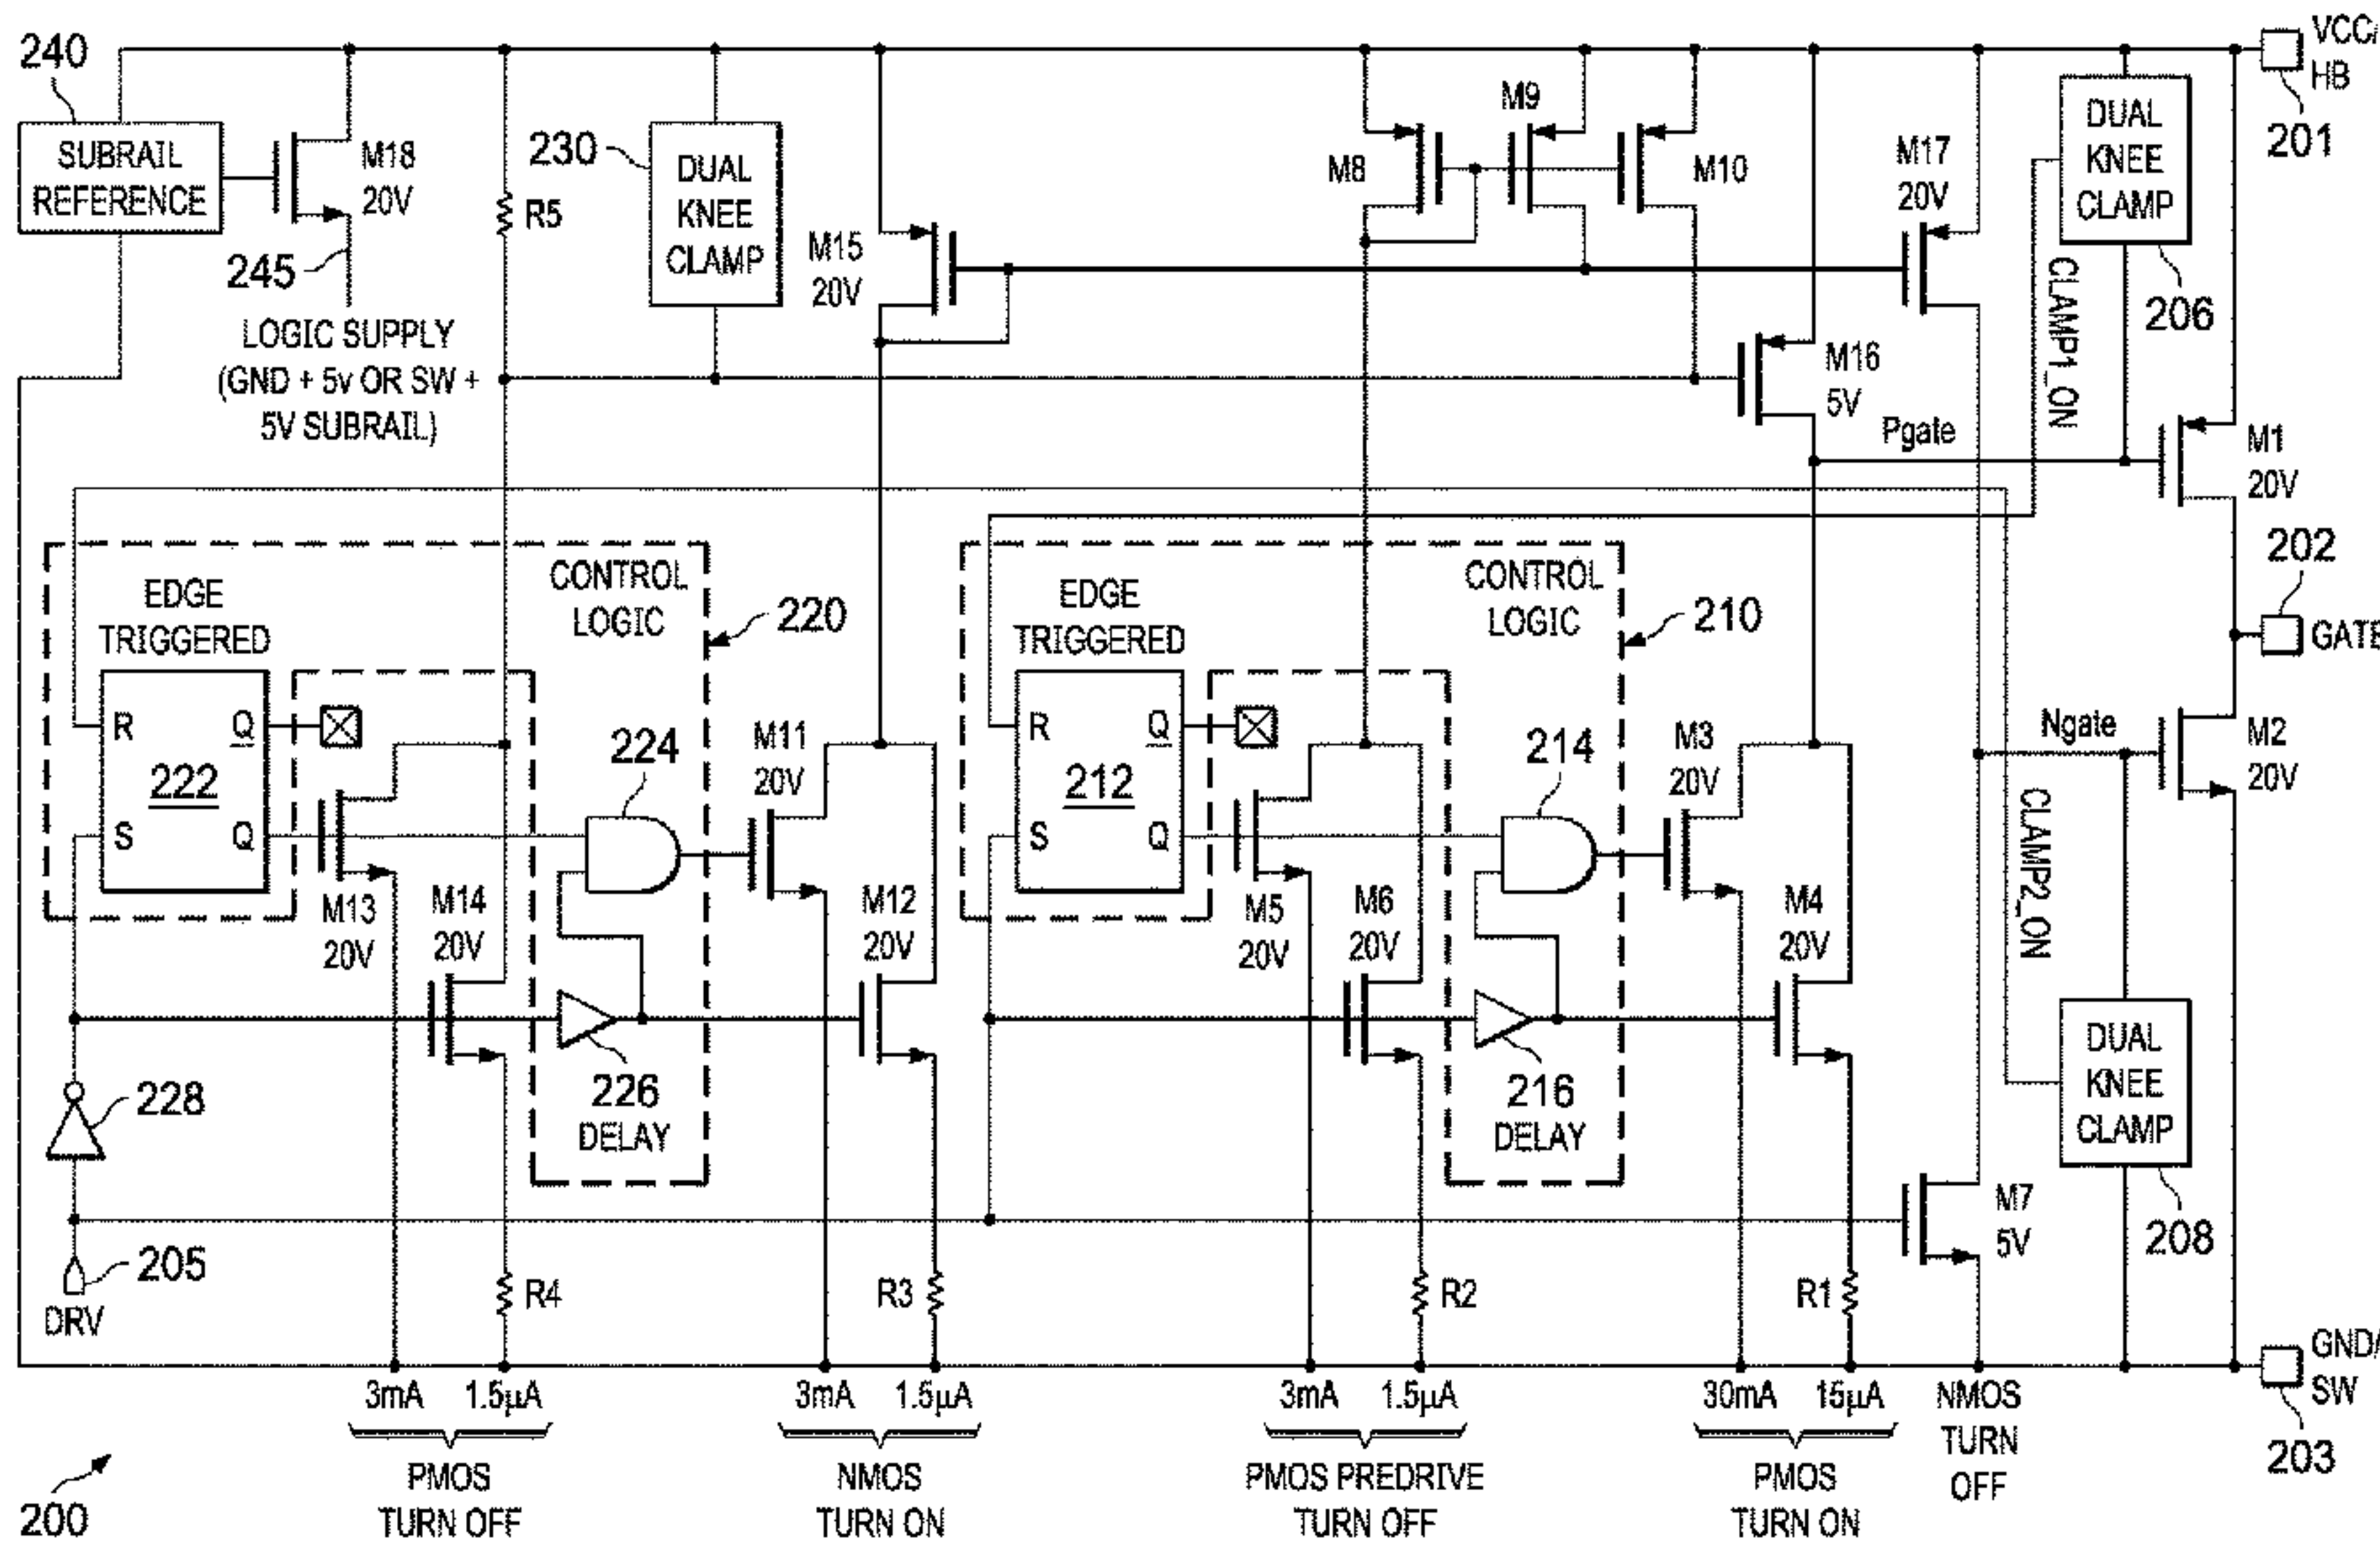 240
SUBRAIL
REFERENCE
M18
20V
245
LOGIC SUPPLY
(GND + 5v OR SW +
5V SUBRAIL)
R5
230
DUAL
KNEE
CLAMP
M15
20V
M8
M9
M10
M17
20V
M16
5V
Pgate
CLAMP1_ON
DUAL
KNEE
CLAMP
206
VCC/
HB
201
M1
20V
202
GATE
EDGE
TRIGGERED
CONTROL
LOGIC
220
R
Q
222
S
Q
M13
20V
M14
20V
224
226
DELAY
M11
20V
M12
20V
228
205
DRV
R4
R3
EDGE
TRIGGERED
CONTROL
LOGIC
210
R
Q
212
S
Q
M5
20V
M6
20V
214
216
DELAY
M3
20V
M4
20V
R2
R1
Ngate
M2
20V
CLAMP2_ON
DUAL
KNEE
CLAMP
208
M7
5V
GND/
SW
203
3mA 1.5µA
PMOS
TURN OFF
3mA 1.5µA
NMOS
TURN ON
3mA 1.5µA
PMOS PREDRIVE
TURN OFF
30mA 15µA
PMOS
TURN ON
NMOS
TURN
OFF
200